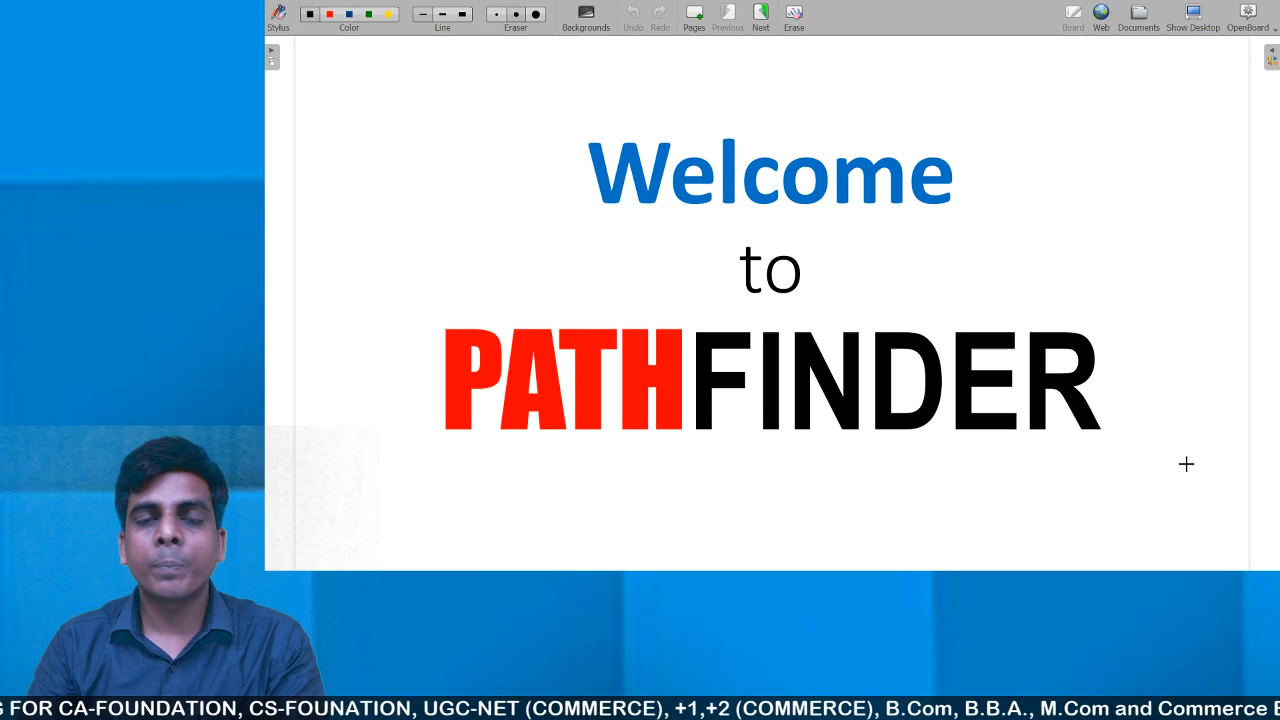 Stylus
Color
Line
Eraser
Backgrounds
Undo
Redo
Pages
Previous
Next
Erase
Board
Web
Documents
Show Desktop
OpenBoard
Welcome
to
PATHFINDER
G FOR CA-FOUNDATION, CS-FOUNATION, UGC-NET (COMMERCE), +1,+2 (COMMERCE), B.Com, B.B.A., M.Com and Commerce